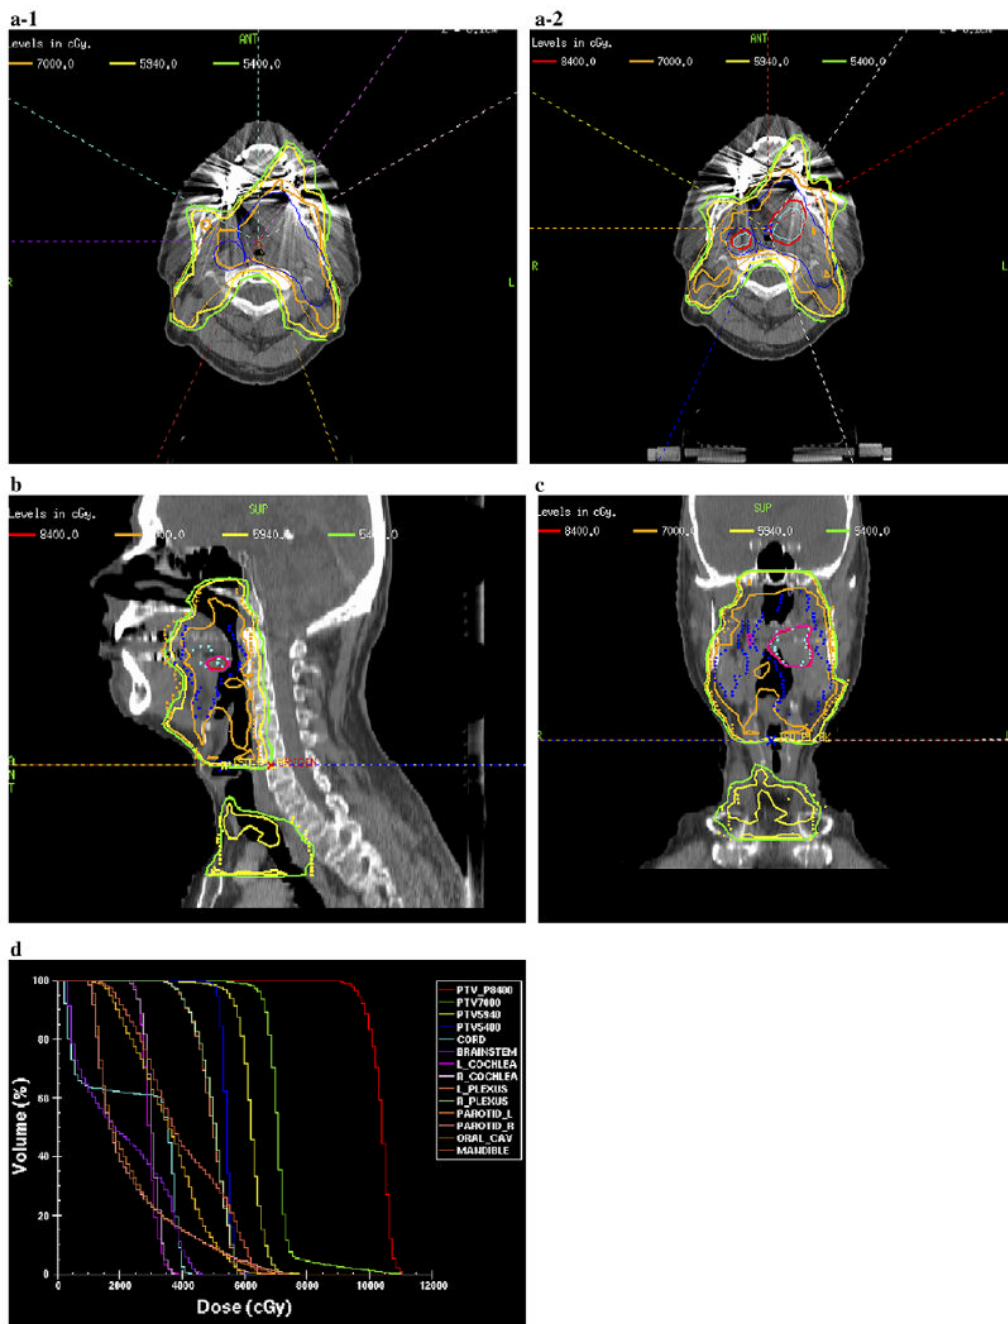 a-1
a-2
ANT
Levels in cGy.
7000.0 5940.0 5400.0
R L
ANT
Levels in cGy.
8400.0 7000.0 5940.0 5400.0
R L
b
c
Levels in cGy.
SUP
8400.0 5940.0
Levels in cGy.
SUP
8400.0 7000.0 5940.0 5400.0
R
d
100
80
60
40
20
0
Volume (%)
0 2000 4000 6000 8000 10000 12000
Dose (cGy)
PTV_P8400
PTV7000
PTV5940
PTV5400
CORD
BRAINSTEM
L_COCHLEA
R_COCHLEA
L_PLEXUS
R_PLEXUS
PAROTID_L
PAROTID_R
ORAL_CAV
MANDIBLE